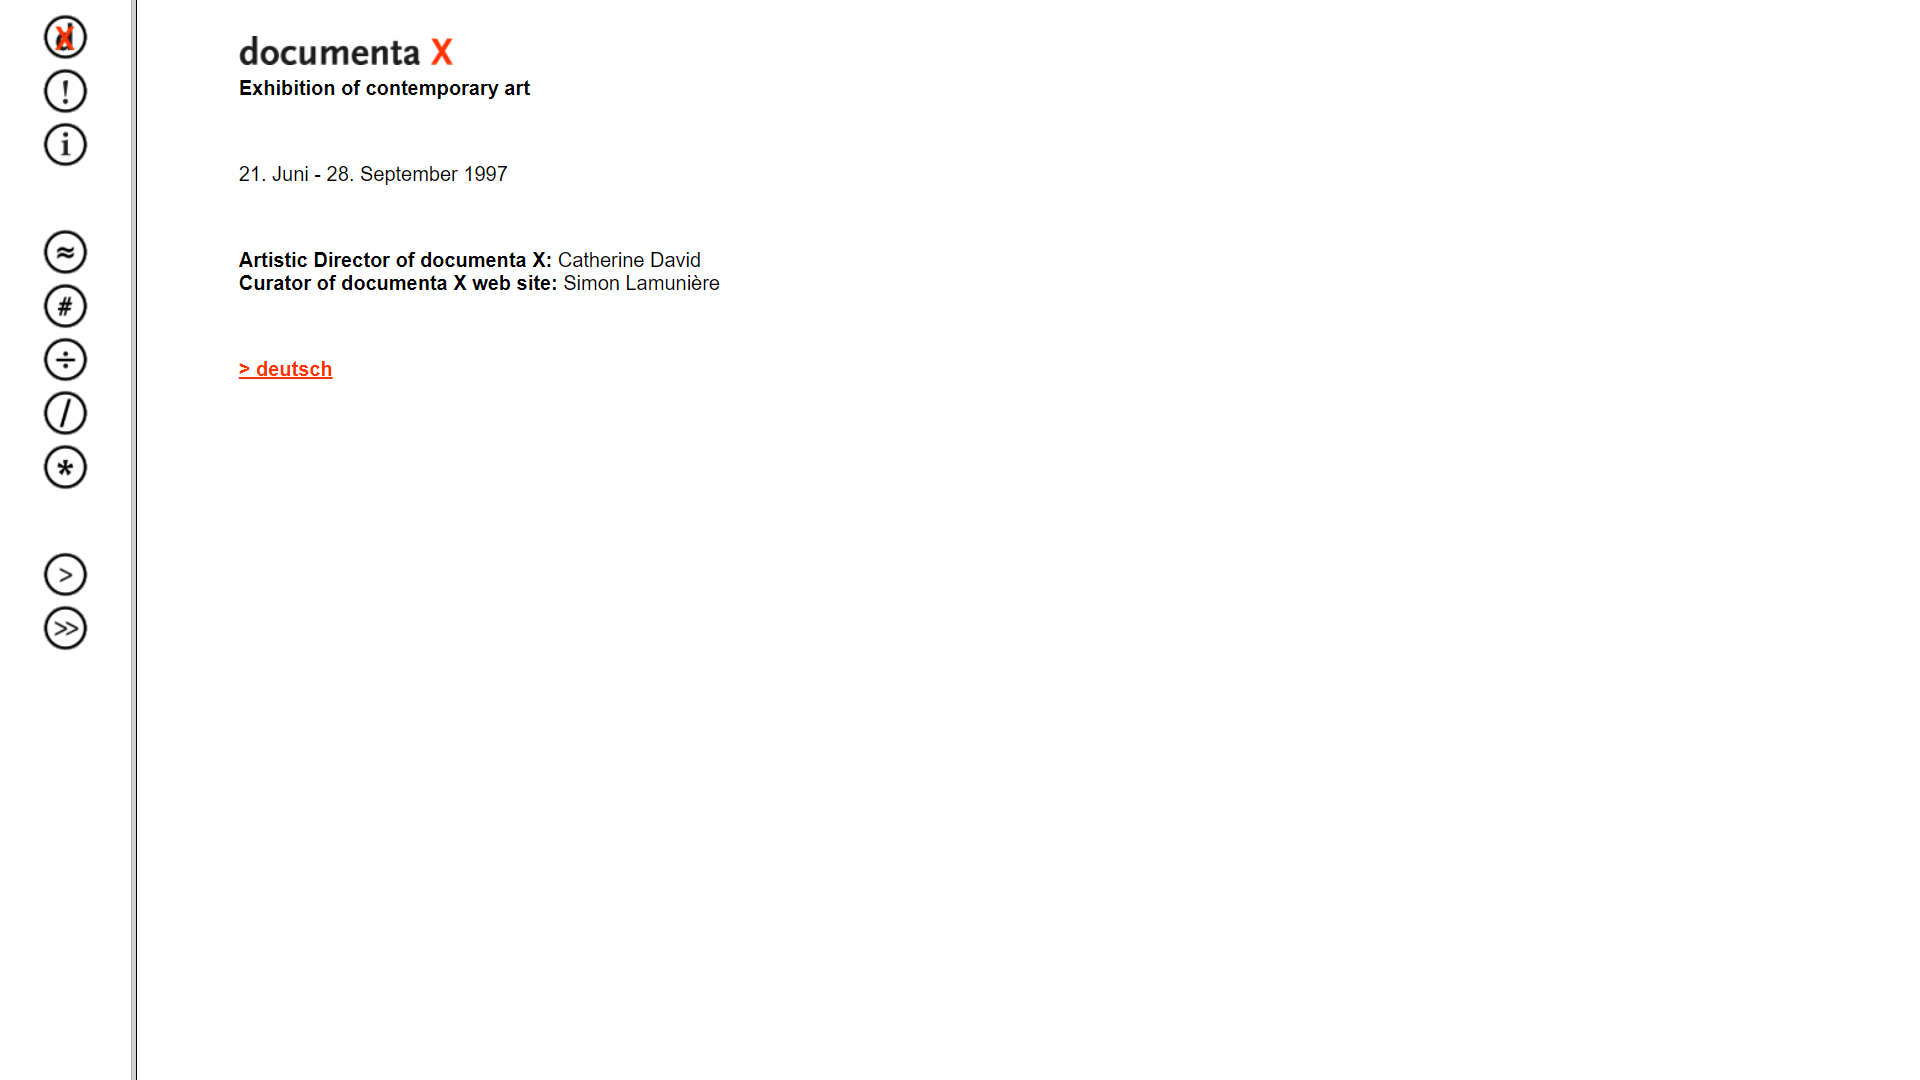 d X
!
i
≈
#
÷
/
*
>
>>
documenta X
Exhibition of contemporary art
21. Juni - 28. September 1997
Artistic Director of documenta X: Catherine David
Curator of documenta X web site: Simon Lamunière
> deutsch